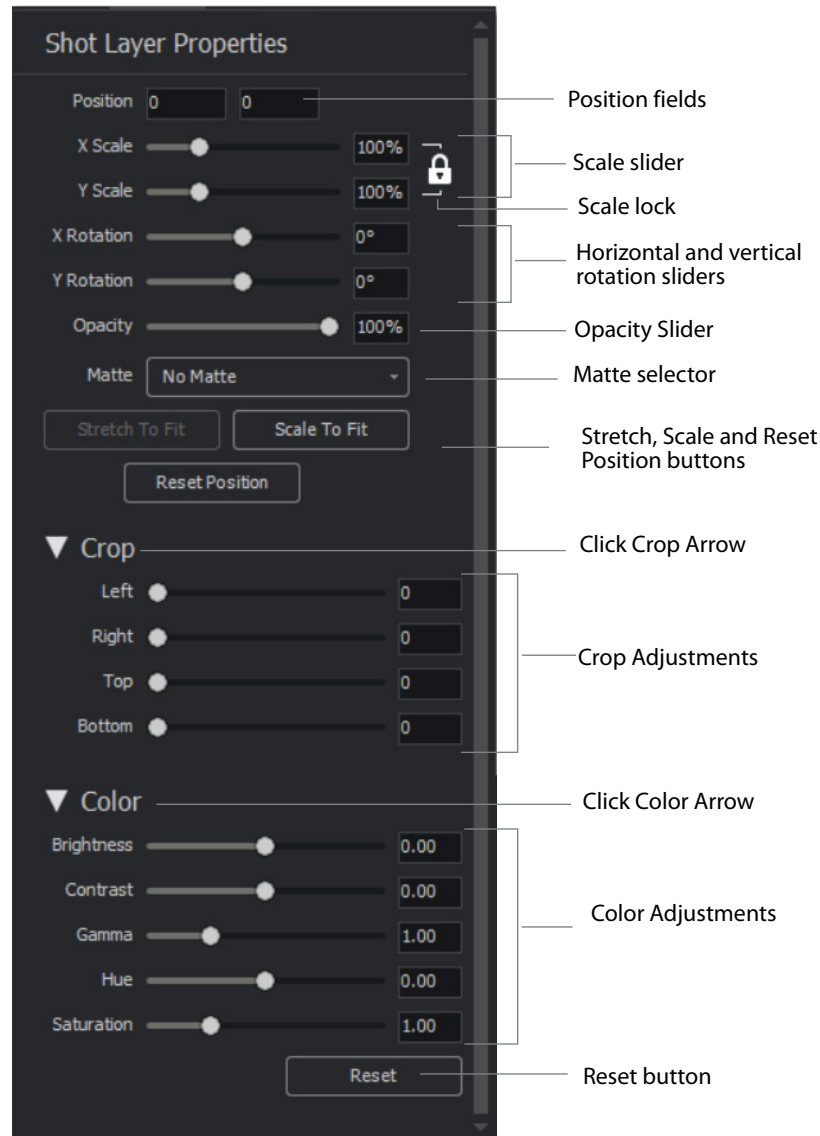 Shot Layer Properties
Position 0 0 Position fields
X Scale 100%
Scale slider
Y Scale 100%
Scale lock
X Rotation 0°
Horizontal and vertical
rotation sliders
Y Rotation 0°
Opacity 100% Opacity Slider
Matte No Matte Matte selector
Stretch To Fit Scale To Fit
Stretch, Scale and Reset
Position buttons
Reset Position
Crop Click Crop Arrow
Left 0
Right 0
Crop Adjustments
Top 0
Bottom 0
Color Click Color Arrow
Brightness 0.00
Contrast 0.00
Color Adjustments
Gamma 1.00
Hue 0.00
Saturation 1.00
Reset Reset button